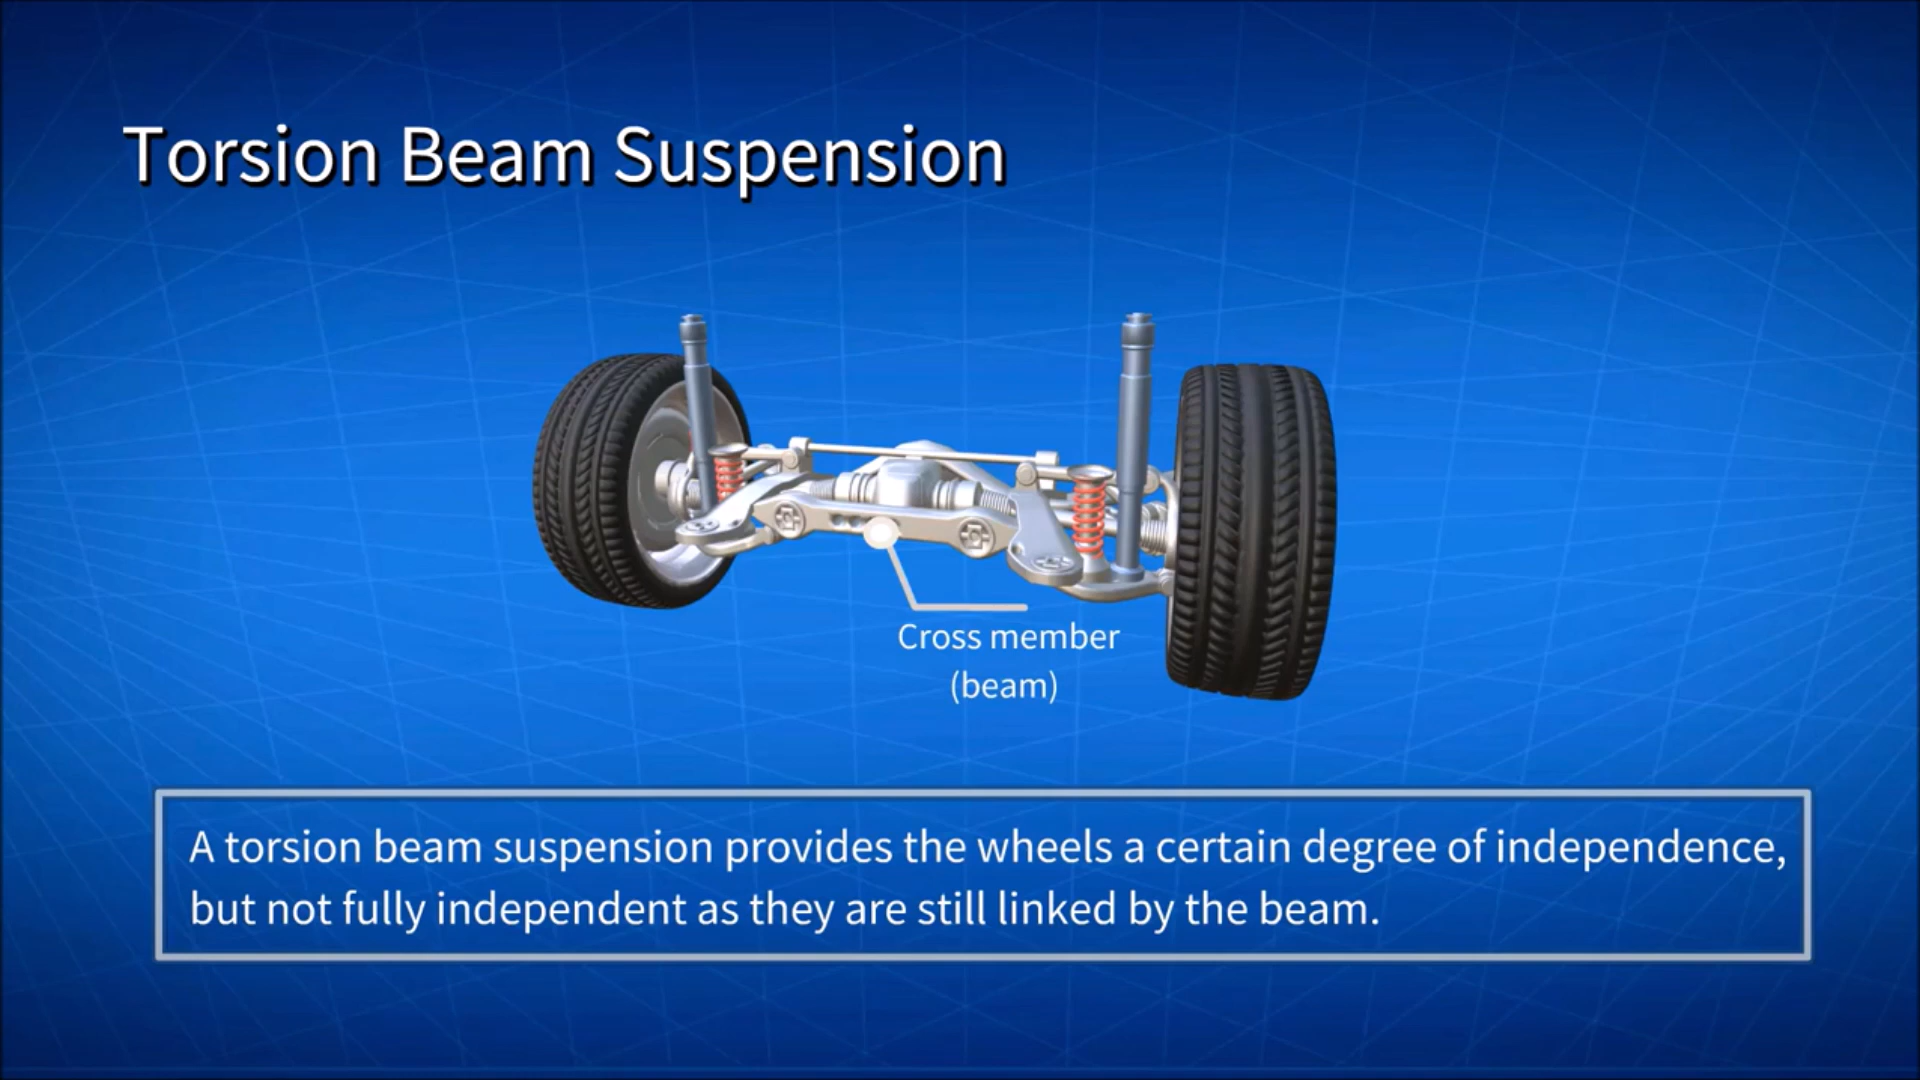 Torsion Beam Suspension
Cross member
(beam)
A torsion beam suspension provides the wheels a certain degree of independence,
but not fully independent as they are still linked by the beam.